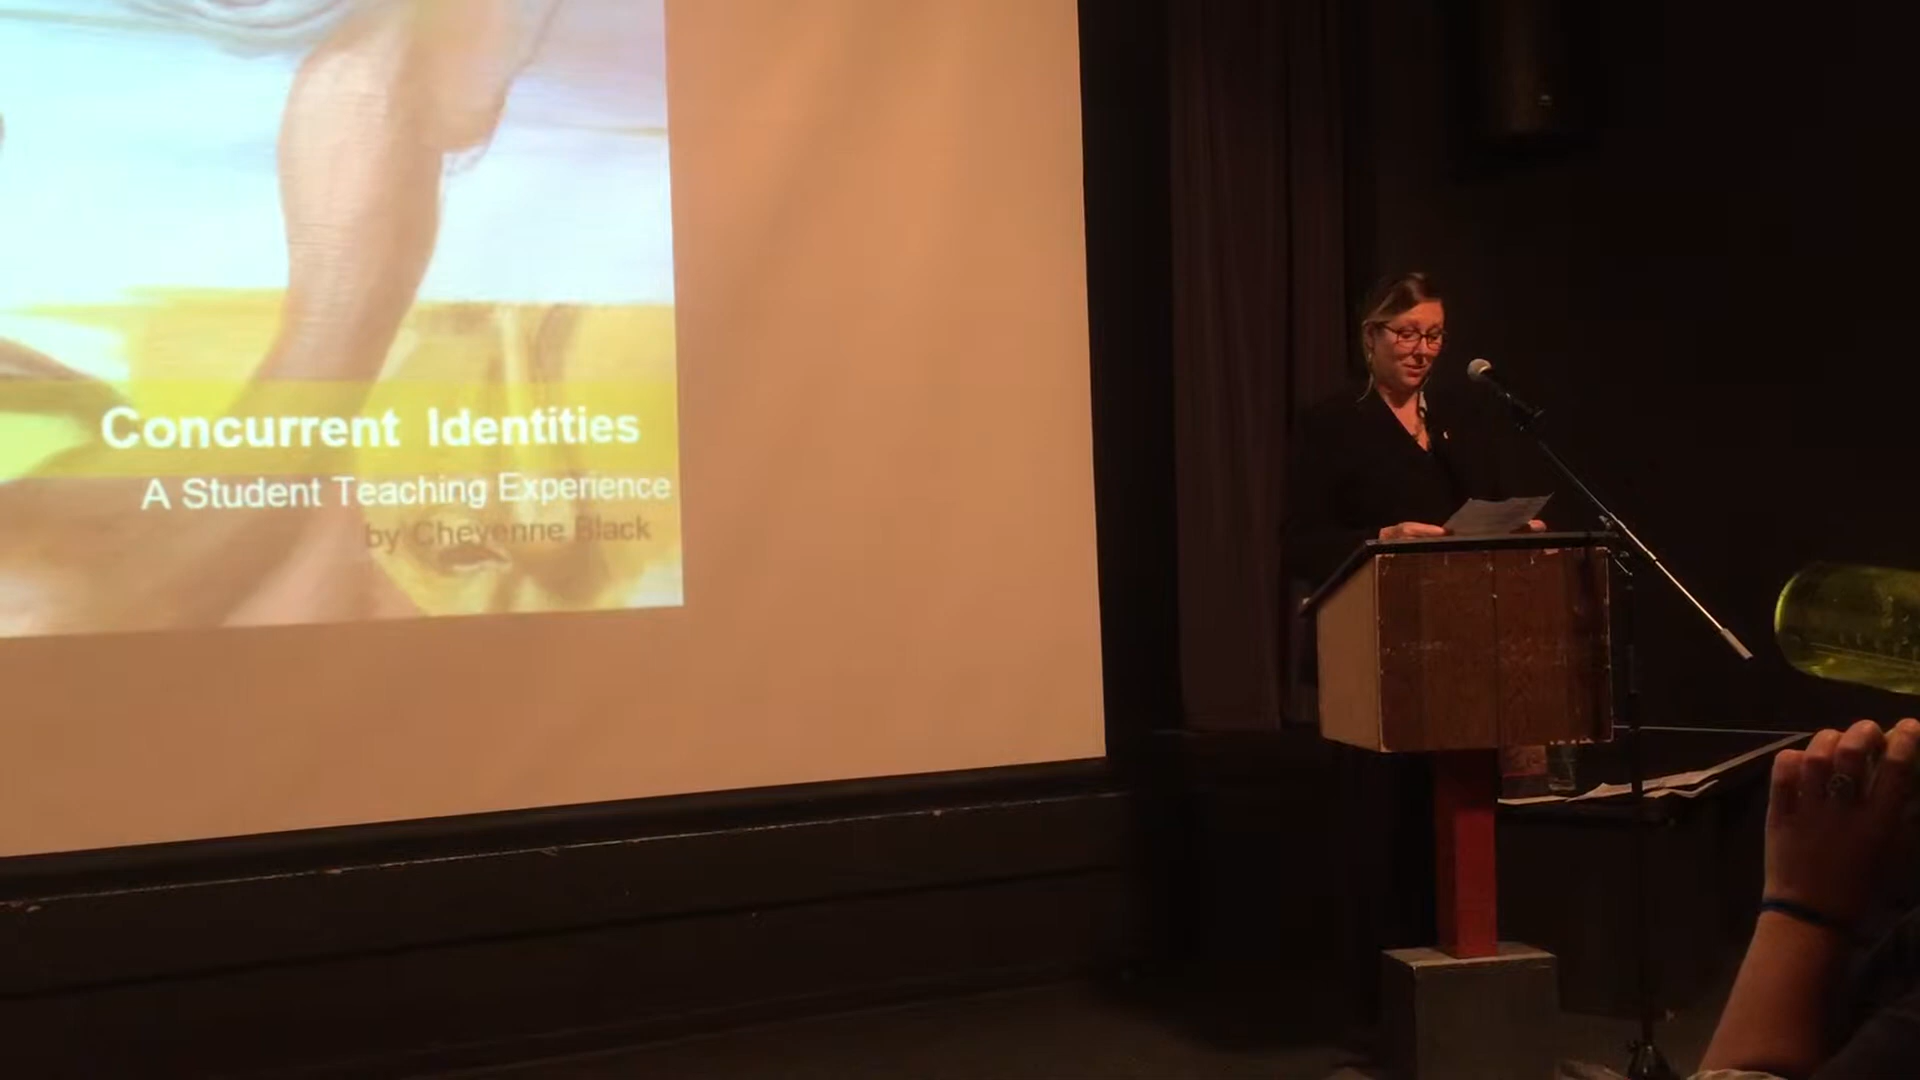 Concurrent Identities
A Student Teaching Experience
by Cheyenne Black